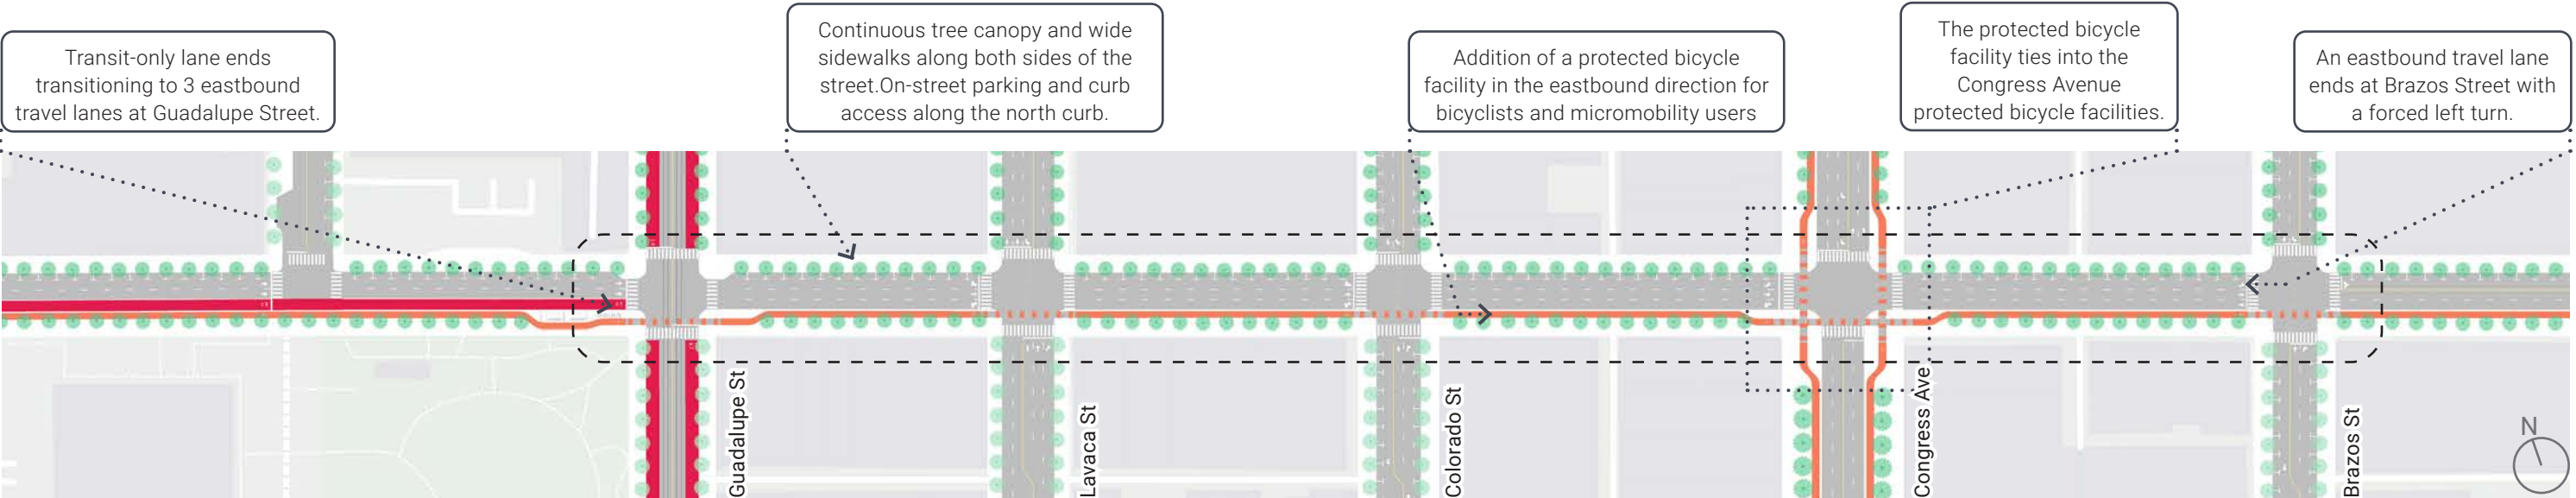 Transit-only lane ends
transitioning to 3 eastbound
travel lanes at Guadalupe Street.
Continuous tree canopy and wide
sidewalks along both sides of the
street.On-street parking and curb
access along the north curb.
Addition of a protected bicycle
facility in the eastbound direction for
bicyclists and micromobility users
The protected bicycle
facility ties into the
Congress Avenue
protected bicycle facilities.
An eastbound travel lane
ends at Brazos Street with
a forced left turn.
Guadalupe St
Lavaca St
Colorado St
Congress Ave
Brazos St
N